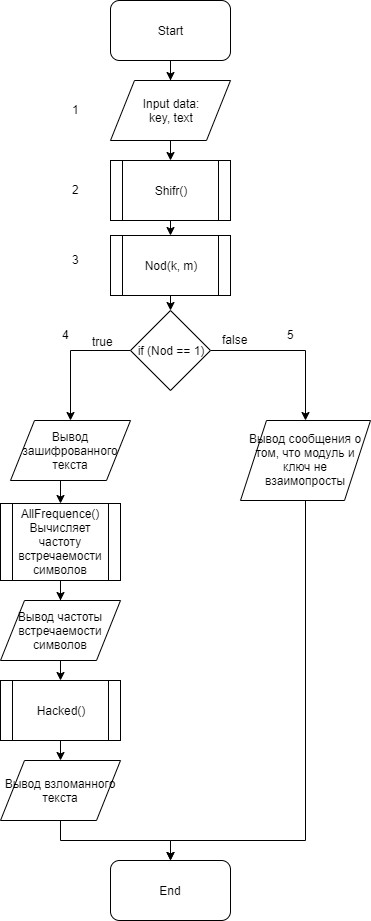 Start
1
Input data:
key, text
2
Shifr()
3
Nod(k, m)
4
true
if (Nod == 1)
false
5
Вывод
зашифрованного
текста
Вывод сообщения о
том, что модуль и
ключ не
взаимопросты
AllFrequence()
Вычисляет
частоту
встречаемости
символов
Вывод частоты
встречаемости
символов
Hacked()
Вывод взломанного
текста
End